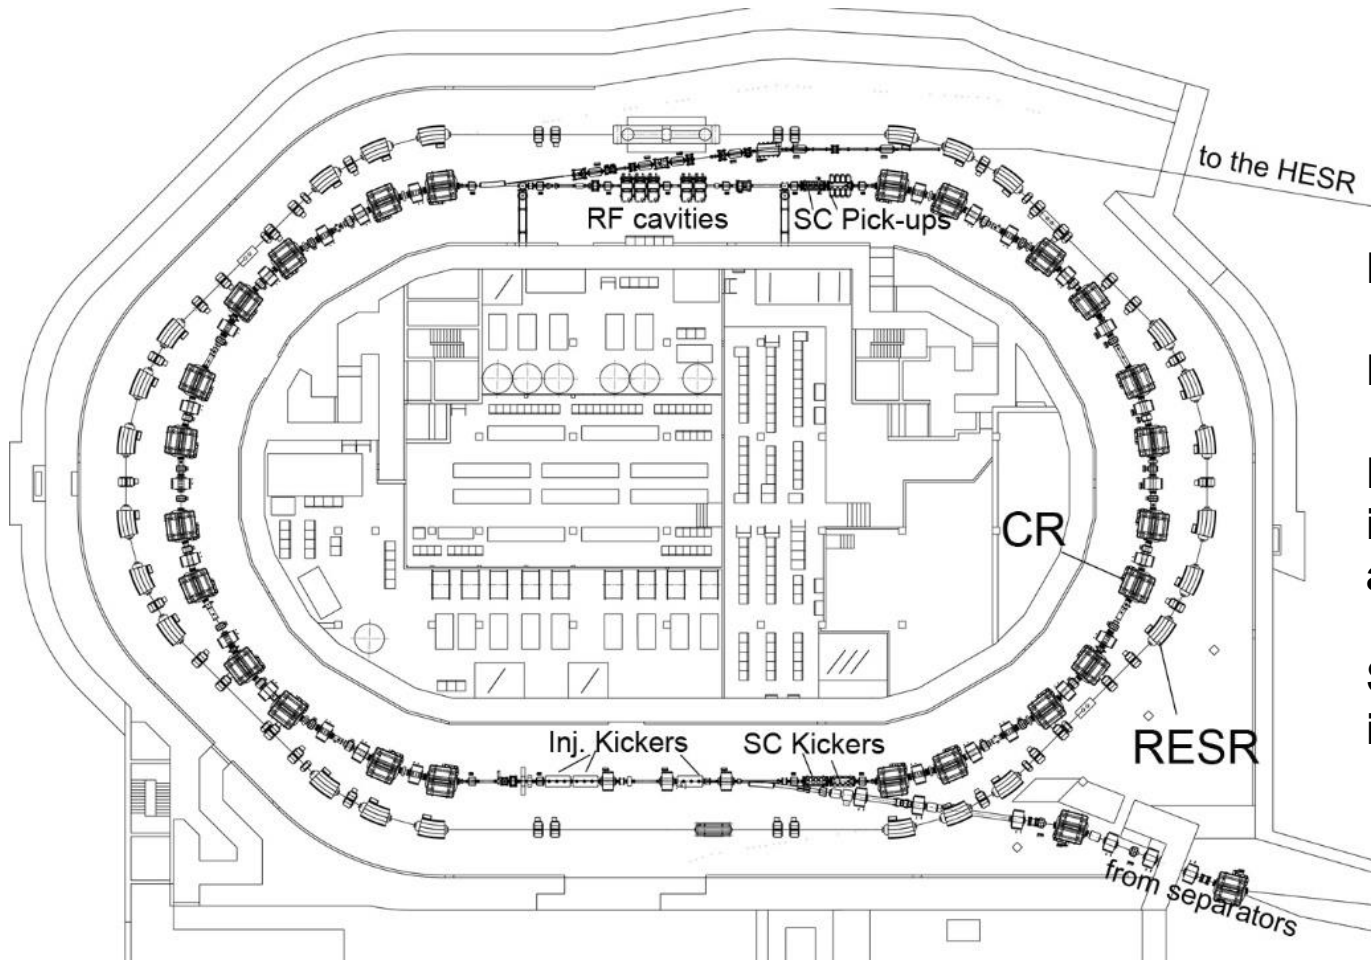 to the HESR
RF cavities
SC Pick-ups
CR
RESR
Inj. Kickers
SC Kickers
from separators